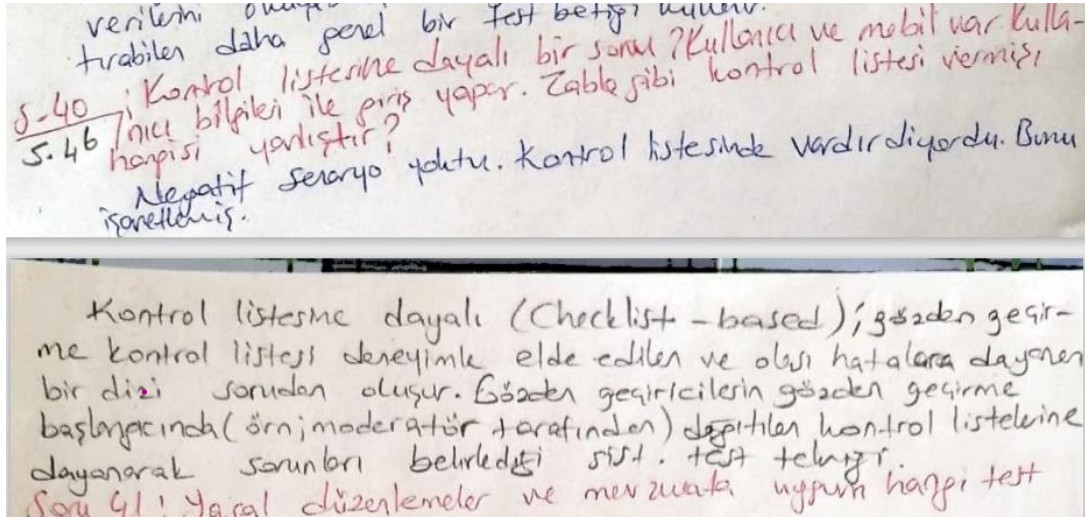 verilerini
tırabilen daha genel bir test betiği
S-40 ; Kontrol listesine dayalı bir soru ? Kullanıcı ve mobil var kulla-
S.46 nıcı bilgileri ile giriş yapar. Tablo gibi kontrol listesi vermiş,
hangisi yanlıştır?
Negatif senaryo yoktu. Kontrol listesinde vardır diyordu. Bunu
işaretlemiş.
Kontrol listesine dayalı (Checklist-based); gözden geçir-
me kontrol listesi deneyimle elde edilen ve olası hatalara dayanan
bir dizi sorudan oluşur. Gözden geçiricilerin gözden geçirme
başlangıcında (örn; moderatör tarafından) dağıtılan kontrol listelerine
dayanarak sorunları belirlediği sist. test tekniği.
Soru 41: Yasal düzenlemeler ve mevzuata uygun hangi test